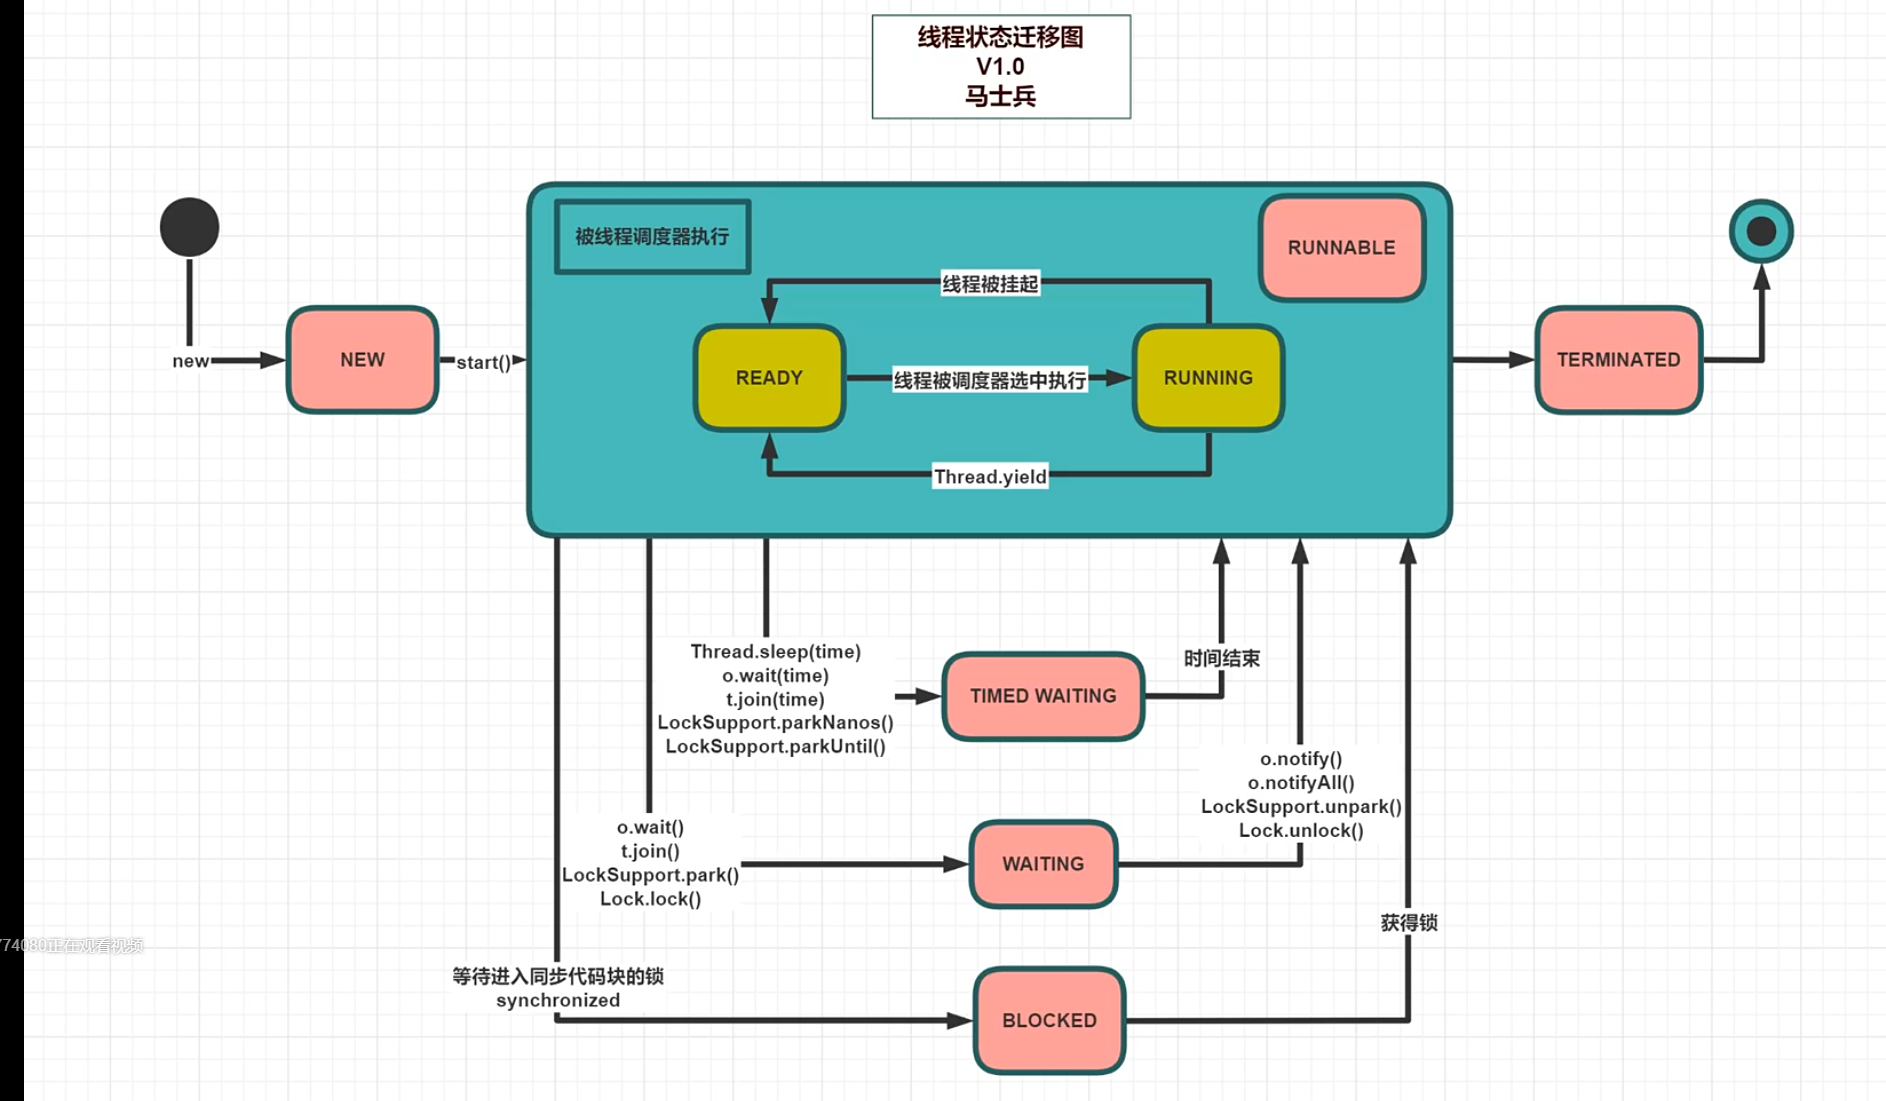 线程状态迁移图
V1.0
马士兵
被线程调度器执行
RUNNABLE
线程被挂起
new
NEW
start()
READY
线程被调度器选中执行
RUNNING
TERMINATED
Thread.yield
Thread.sleep(time)
o.wait(time)
t.join(time)
LockSupport.parkNanos()
LockSupport.parkUntil()
TIMED WAITING
时间结束
o.notify()
o.notifyAll()
LockSupport.unpark()
Lock.unlock()
o.wait()
t.join()
LockSupport.park()
Lock.lock()
WAITING
获得锁
774080正在观看视频
等待进入同步代码块的锁
synchronized
BLOCKED